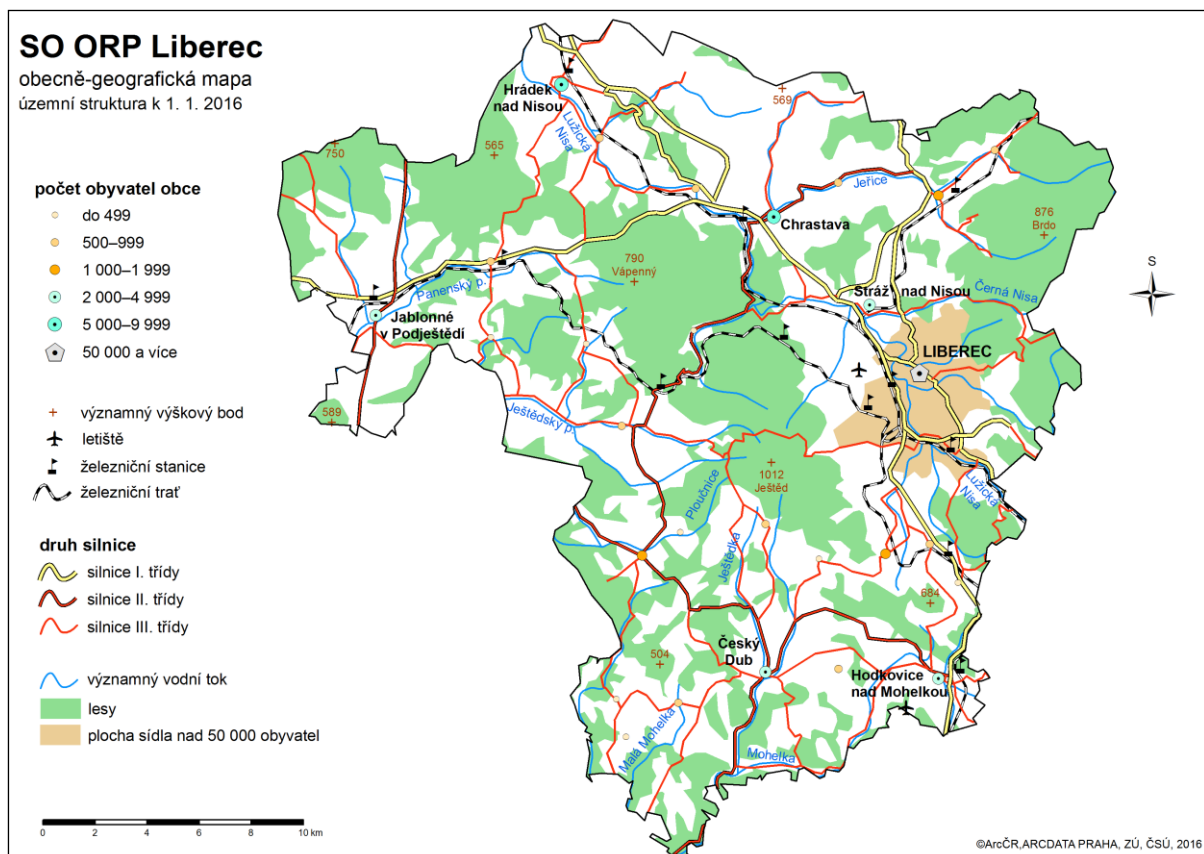 SO ORP Liberec
obecně-geografická mapa
územní struktura k 1. 1. 2016
počet obyvatel obce
do 499
500–999
1 000–1 999
2 000–4 999
5 000–9 999
50 000 a více
významný výškový bod
letiště
železniční stanice
železniční trať
druh silnice
silnice I. třídy
silnice II. třídy
silnice III. třídy
významný vodní tok
lesy
plocha sídla nad 50 000 obyvatel
0 2 4 6 8 10 km
Hrádek
nad Nisou
Lužická
Nisa
569
750
565
Jeřice
Chrastava
876
Brdo
790
Vápenný
S
Panenský p.
Stráž nad Nisou
Černá Nisa
Jablonné
v Podještědí
LIBEREC
589
Ještědský p.
1012
Ještěd
Ploučnice
Lužická
Nisa
Ještědka
684
504
Český
Dub
Hodkovice
nad Mohelkou
Malá Mohelka
Mohelka
©ArcČR,ARCDATA PRAHA, ZÚ, ČSÚ, 2016